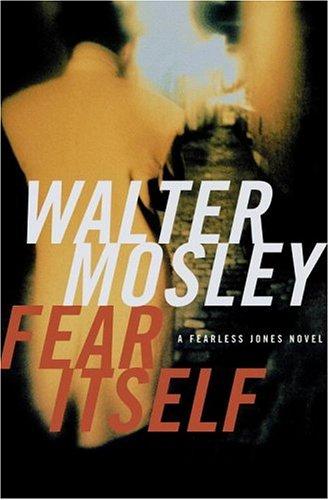 WALTER
MOSLEY
FEAR
A FEARLESS JONES NOVEL
ITSELF